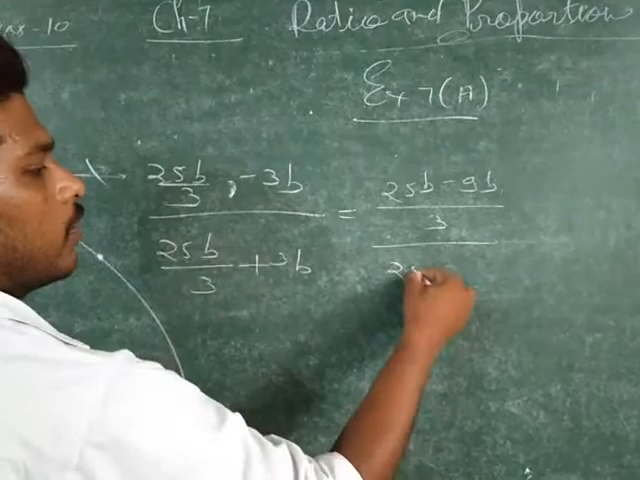 Ch-7 Ratio and Proportion
Ex 7(A)
25b/3 - 3b = 25b - 9b/3
25b/3 + 3b